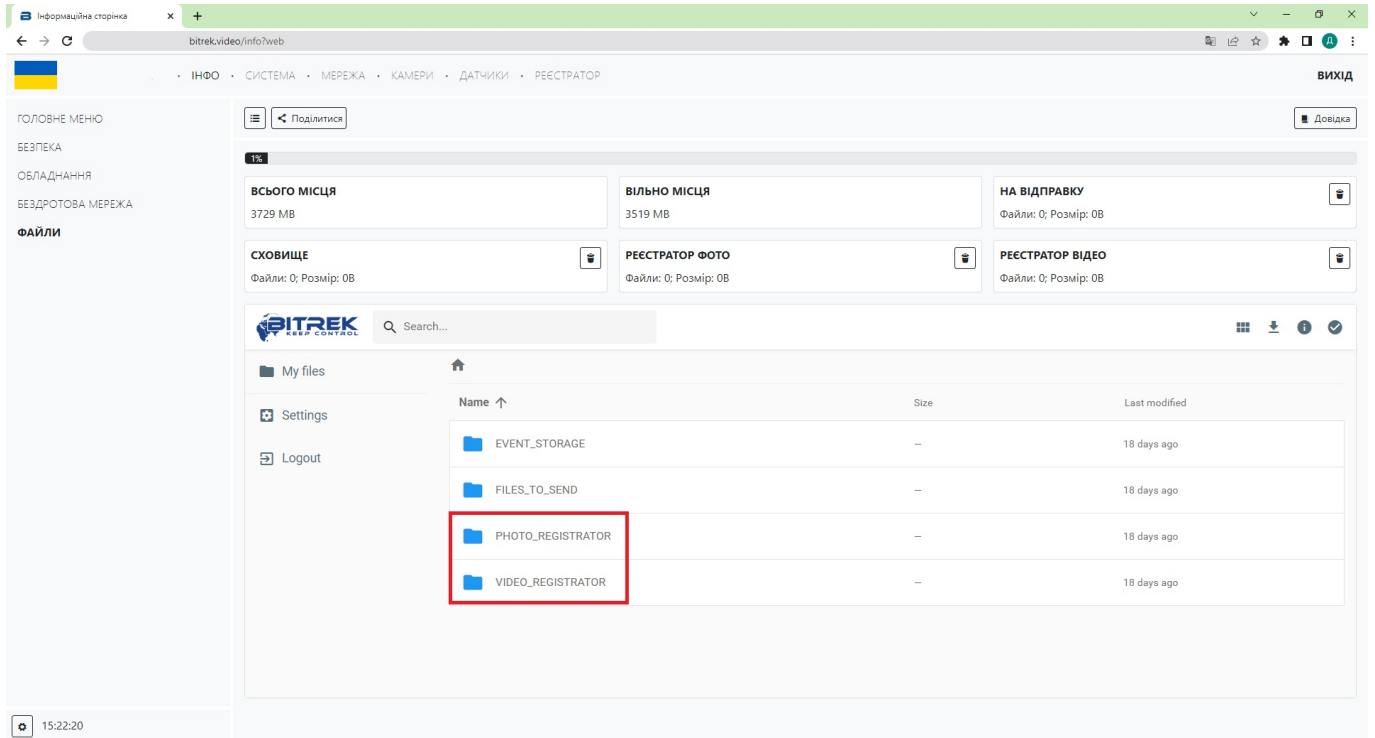 Інформаційна сторінка
bitrek.video/info?web
Д
· ІНФО · СИСТЕМА · МЕРЕЖА · КАМЕРИ · ДАТЧИКИ · РЕЄСТРАТОР
ВИХІД
ГОЛОВНЕ МЕНЮ
БЕЗПЕКА
ОБЛАДНАННЯ
БЕЗДРОТОВА МЕРЕЖА
ФАЙЛИ
Поділитися
Довідка
1%
ВСЬОГО МІСЦЯ
3729 MB
ВІЛЬНО МІСЦЯ
3519 MB
НА ВІДПРАВКУ
Файли: 0; Розмір: 0B
СХОВИЩЕ
Файли: 0; Розмір: 0B
РЕЄСТРАТОР ФОТО
Файли: 0; Розмір: 0B
РЕЄСТРАТОР ВІДЕО
Файли: 0; Розмір: 0B
BITREK
KEEP CONTROL
Search...
My files
Settings
Logout
Name Size Last modified
EVENT_STORAGE – 18 days ago
FILES_TO_SEND – 18 days ago
PHOTO_REGISTRATOR – 18 days ago
VIDEO_REGISTRATOR – 18 days ago
15:22:20